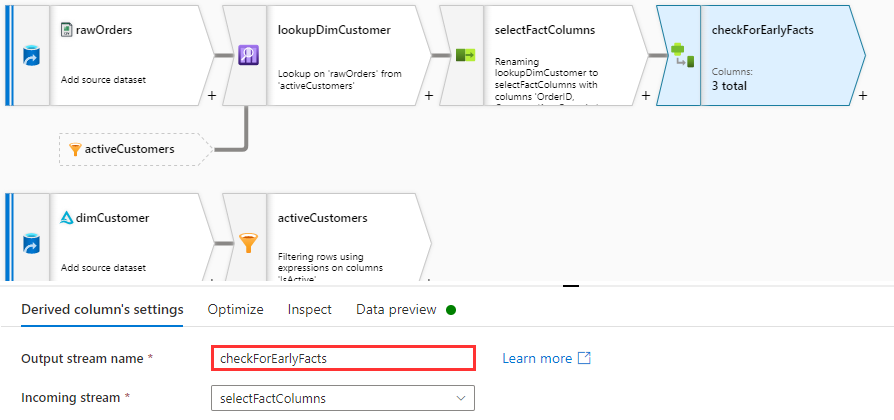 rawOrders
Add source dataset
+
lookupDimCustomer
Lookup on 'rawOrders' from
'activeCustomers'
+
selectFactColumns
Renaming
lookupDimCustomer to
selectFactColumns with
columns 'OrderID,
+
checkForEarlyFacts
Columns:
3 total
+
activeCustomers
dimCustomer
Add source dataset
activeCustomers
Filtering rows using
expressions on columns
'IsActive'
Derived column's settings
Optimize
Inspect
Data preview
Output stream name *
checkForEarlyFacts
Learn more
Incoming stream *
selectFactColumns